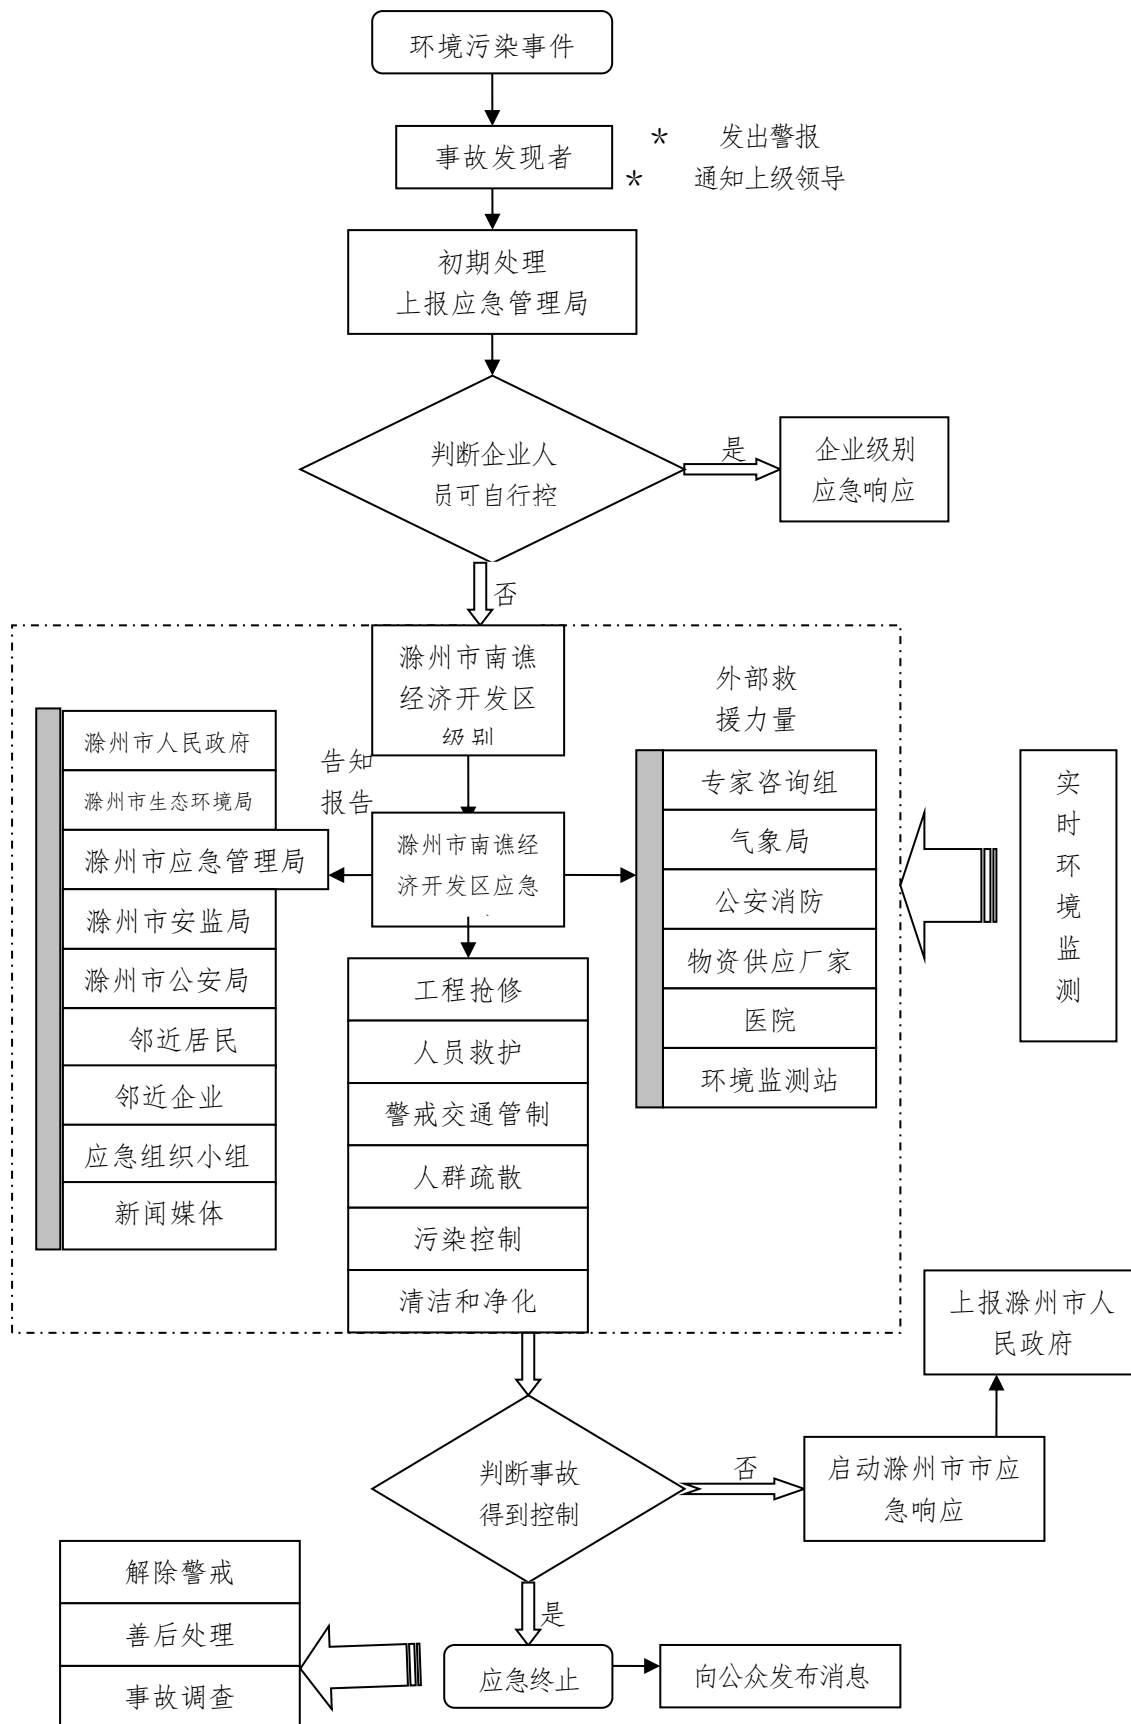 环境污染事件
事故发现者
* 发出警报
* 通知上级领导
初期处理
上报应急管理局
判断企业人
员可自行控
是
企业级别
应急响应
否
滁州市南谯
经济开发区
级别
告知
报告
滁州市人民政府
滁州市生态环境局
滁州市应急管理局
滁州市安监局
滁州市公安局
邻近居民
邻近企业
应急组织小组
新闻媒体
滁州市南谯经
济开发区应急
外部救
援力量
专家咨询组
气象局
公安消防
物资供应厂家
医院
环境监测站
实
时
环
境
监
测
工程抢修
人员救护
警戒交通管制
人群疏散
污染控制
清洁和净化
上报滁州市人
民政府
判断事故
得到控制
否
启动滁州市市应
急响应
是
解除警戒
善后处理
事故调查
应急终止
向公众发布消息